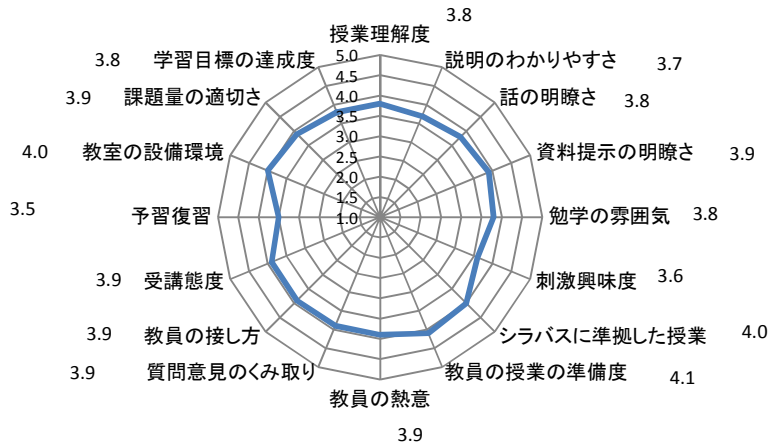 3.8
授業理解度
3.8
学習目標の達成度
5.0
説明のわかりやすさ
3.7
4.5
3.9
課題量の適切さ
4.0
話の明瞭さ
3.8
3.5
4.0
教室の設備環境
3.0
資料提示の明瞭さ
3.9
2.5
2.0
1.5
3.5
予習復習
1.0
勉学の雰囲気
3.8
3.9
受講態度
刺激興味度
3.6
3.9
教員の接し方
シラバスに準拠した授業
4.0
3.9
質問意見のくみ取り
教員の授業の準備度
4.1
教員の熱意
3.9